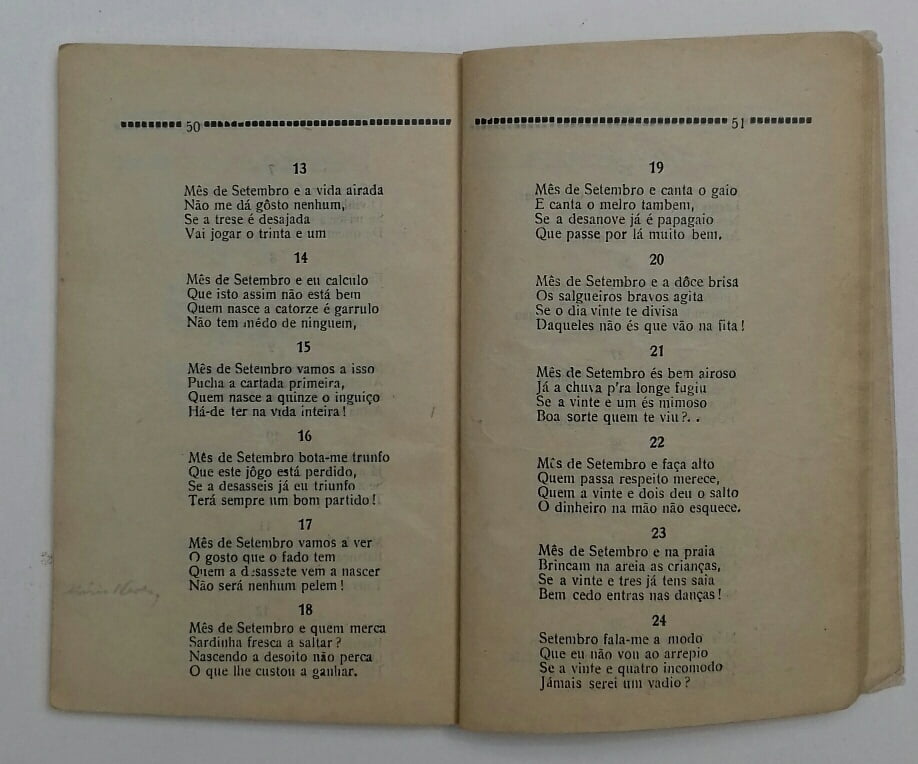 50
13
Mês de Setembro e a vida airada
Não me dá gôsto nenhum,
Se a trese é desajada
Vai jogar o trinta e um
14
Mês de Setembro e eu calculo
Que isto assim não está bem
Quem nasce a catorze é garrulo
Não tem mêdo de ninguem,
15
Mês de Setembro vamos a isso
Pucha a cartada primeira,
Quem nasce a quinze o inguiço
Há-de ter na vida inteira!
16
Mês de Setembro bota-me trunfo
Que este jôgo está perdido,
Se a desasseis já eu triunfo
Terá sempre um bom partido!
17
Mês de Setembro vamos a ver
O gosto que o fado tem
Quem a desassete vem a nascer
Não será nenhum pelem!
18
Mês de Setembro e quem merca
Sardinha fresca a saltar?
Nascendo a desoito não perca
O que lhe custou a ganhar.
51
19
Mês de Setembro e canta o gaio
E canta o melro tambem,
Se a desanove já é papagaio
Que passe por lá muito bem.
20
Mês de Setembro e a dôce brisa
Os salgueiros bravos agita
Se o dia vinte te divisa
Daqueles não és que vão na fita!
21
Mês de Setembro és bem airoso
Já a chuva p'ra longe fugiu
Se a vinte e um és mimoso
Boa sorte quem te viu?..
22
Mês de Setembro e faça alto
Quem passa respeito merece,
Quem a vinte e dois deu o salto
O dinheiro na mão não esquece.
23
Mês de Setembro e na praia
Brincam na areia as crianças,
Se a vinte e tres já tens saia
Bem cedo entras nas danças!
24
Setembro fala-me a modo
Que eu não vou ao arrepio
Se a vinte e quatro incomodo
Jámais serei um vadio?